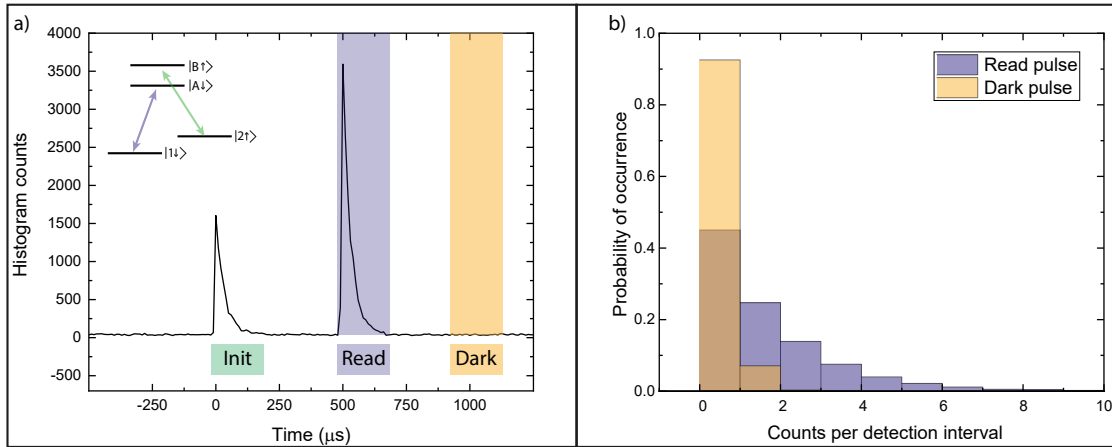 a)
4000
3500
3000
2500
2000
1500
1000
500
0
-500
Histogram counts
|B↑⟩
|A↓⟩
|2↑⟩
|1↓⟩
Init
Read
Dark
-250
0
250
500
750
1000
Time (μs)
b)
1.0
0.8
0.6
0.4
0.2
0.0
Probability of occurrence
Read pulse
Dark pulse
0
2
4
6
8
10
Counts per detection interval